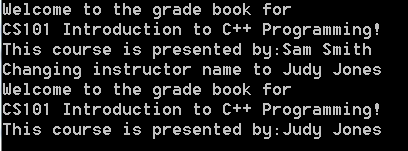 Welcome to the grade book for
CS101 Introduction to C++ Programming!
This course is presented by:Sam Smith
Changing instructor name to Judy Jones
Welcome to the grade book for
CS101 Introduction to C++ Programming!
This course is presented by:Judy Jones